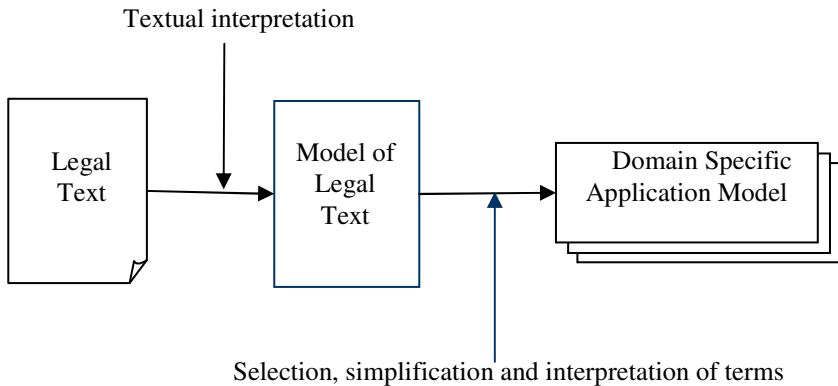 Textual interpretation
Legal
Text
Model of
Legal
Text
Domain Specific
Application Model
Selection, simplification and interpretation of terms